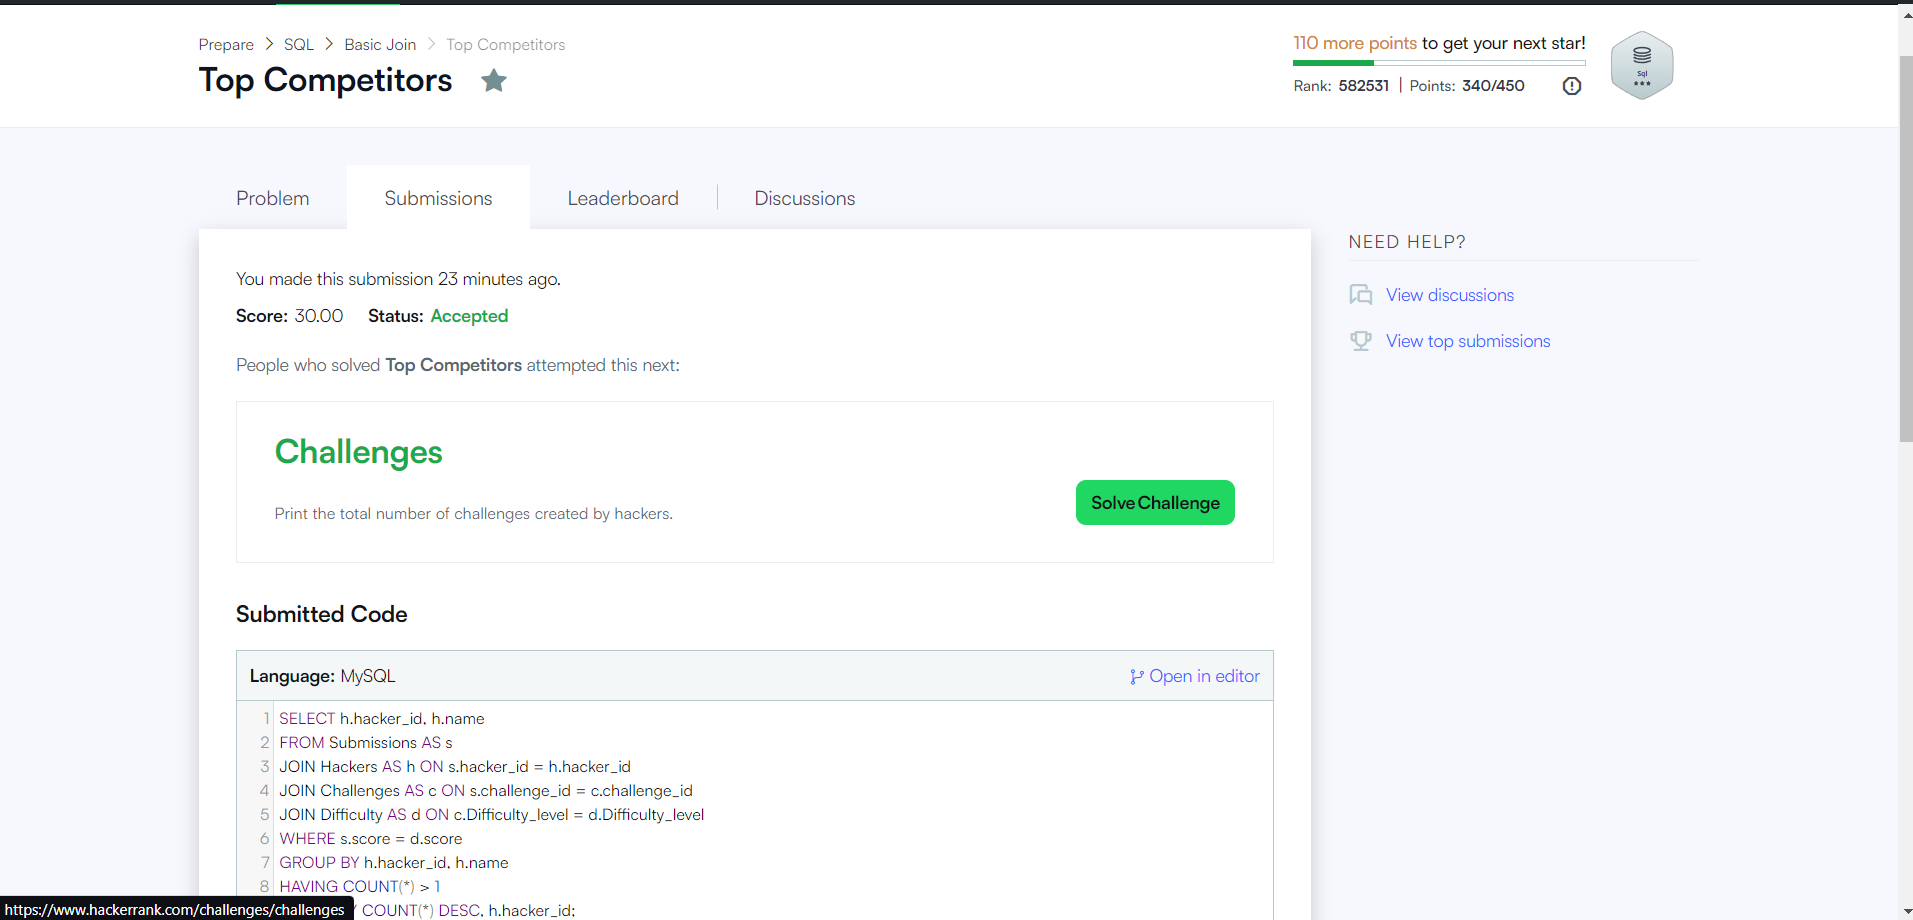 Prepare > SQL > Basic Join > Top Competitors
Top Competitors
110 more points to get your next star!
Rank: 582531 | Points: 340/450
Sql
Problem
Submissions
Leaderboard
Discussions
You made this submission 23 minutes ago.
Score: 30.00 Status: Accepted
People who solved Top Competitors attempted this next:
Challenges
Print the total number of challenges created by hackers.
Solve Challenge
NEED HELP?
View discussions
View top submissions
Submitted Code
Language: MySQL
Open in editor
1 SELECT h.hacker_id, h.name
2 FROM Submissions AS s
3 JOIN Hackers AS h ON s.hacker_id = h.hacker_id
4 JOIN Challenges AS c ON s.challenge_id = c.challenge_id
5 JOIN Difficulty AS d ON c.Difficulty_level = d.Difficulty_level
6 WHERE s.score = d.score
7 GROUP BY h.hacker_id, h.name
8 HAVING COUNT(*) > 1
COUNT(*) DESC, h.hacker_id;
https://www.hackerrank.com/challenges/challenges